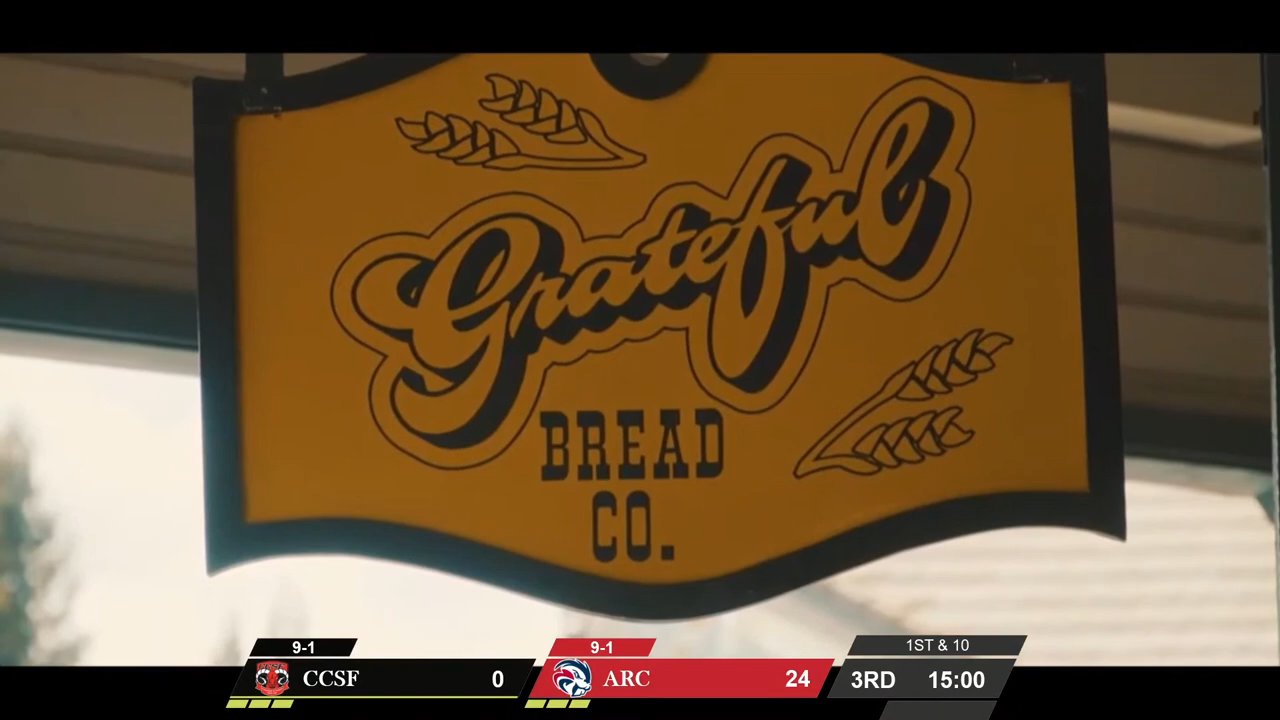 Grateful
BREAD
CO.
9-1
CCSF
0
9-1
ARC
24
1ST & 10
3RD 15:00